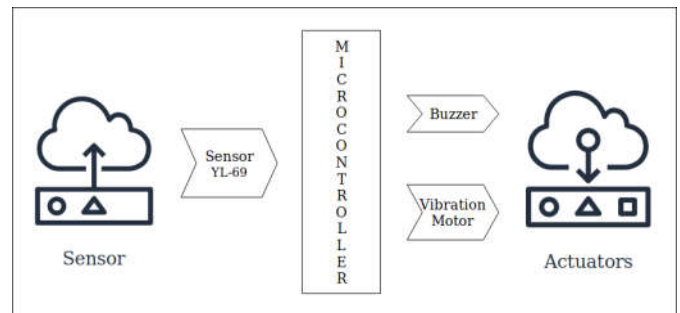 Sensor
Sensor
YL-69
M
I
C
R
O
C
O
N
T
R
O
L
L
E
R
Buzzer
Vibration
Motor
Actuators